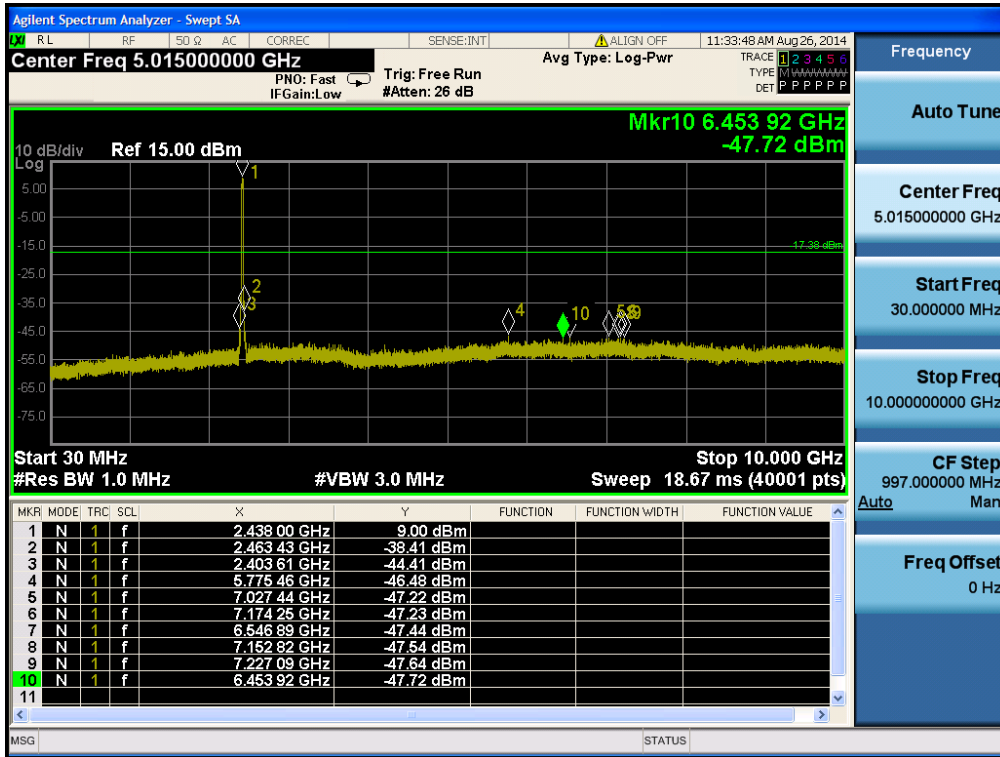 Agilent Spectrum Analyzer - Swept SA
LXI RL RF 50 Ω AC CORREC SENSE:INT ALIGN OFF 11:33:48 AM Aug 26, 2014
Center Freq 5.015000000 GHz
PNO: Fast
IFGain:Low
Trig: Free Run
#Atten: 26 dB
Avg Type: Log-Pwr
TRACE 1 2 3 4 5 6
TYPE M
DET P P P P P P
Mkr10 6.453 92 GHz
-47.72 dBm
10 dB/div Ref 15.00 dBm
Log
5.00
-5.00
-15.0
-25.0
-35.0
-45.0
-55.0
-65.0
-75.0
-17.38 dBm
1
2
3
4
10
9
Start 30 MHz Stop 10.000 GHz
#Res BW 1.0 MHz #VBW 3.0 MHz Sweep 18.67 ms (40001 pts)
MKR MODE TRC SCL X Y FUNCTION FUNCTION WIDTH FUNCTION VALUE
1 N 1 f 2.438 00 GHz 9.00 dBm
2 N 1 f 2.463 43 GHz -38.41 dBm
3 N 1 f 2.403 61 GHz -44.41 dBm
4 N 1 f 5.775 46 GHz -46.48 dBm
5 N 1 f 7.027 44 GHz -47.22 dBm
6 N 1 f 7.174 25 GHz -47.23 dBm
7 N 1 f 6.546 89 GHz -47.44 dBm
8 N 1 f 7.152 82 GHz -47.54 dBm
9 N 1 f 7.227 09 GHz -47.64 dBm
10 N 1 f 6.453 92 GHz -47.72 dBm
11
MSG STATUS
Frequency
Auto Tune
Center Freq
5.015000000 GHz
Start Freq
30.000000 MHz
Stop Freq
10.000000000 GHz
CF Step
997.000000 MHz
Auto Man
Freq Offset
0 Hz